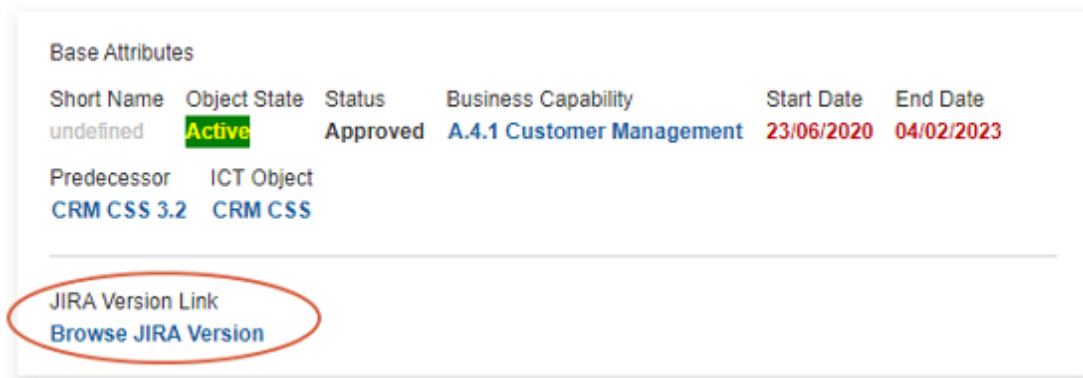 Base Attributes
Short Name Object State Status Business Capability Start Date End Date
undefined Active Approved A.4.1 Customer Management 23/06/2020 04/02/2023
Predecessor ICT Object
CRM CSS 3.2 CRM CSS
JIRA Version Link
Browse JIRA Version